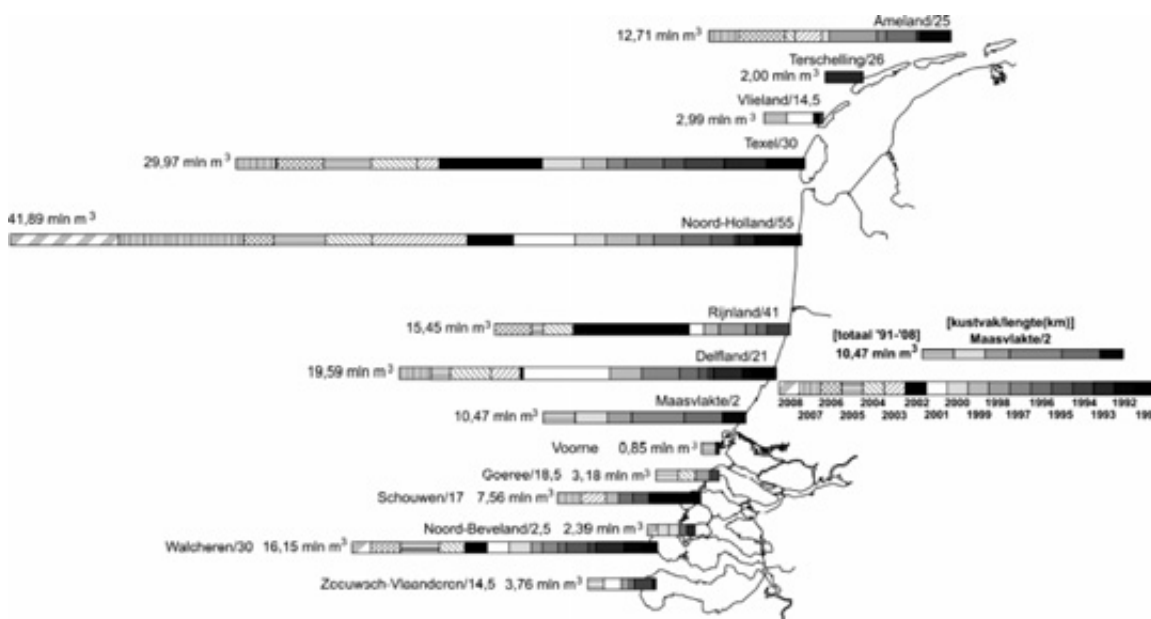 Ameland/25
12,71 mln m³
Terschelling/26
2,00 mln m³
Vlieland/14,5
2,99 mln m³
Texel/30
29,97 mln m³
41,89 mln m³
Noord-Holland/55
Rijnland/41
15,45 mln m³
[kustvak/lengte(km)]
[totaal '91-'08]
Maasvlakte/2
10,47 mln m³
Delfland/21
19,59 mln m³
2008 2006 2004 2002 2000 1998 1996 1994 1992
2007 2005 2003 2001 1999 1997 1995 1993
Maasvlakte/2
10,47 mln m³
Voorne 0,85 mln m³
Goeree/18,5 3,18 mln m³
Schouwen/17 7,56 mln m³
Noord-Beveland/2,5 2,39 mln m³
Walcheren/30 16,15 mln m³
Zeeuwsch-Vlaanderen/14,5 3,76 mln m³